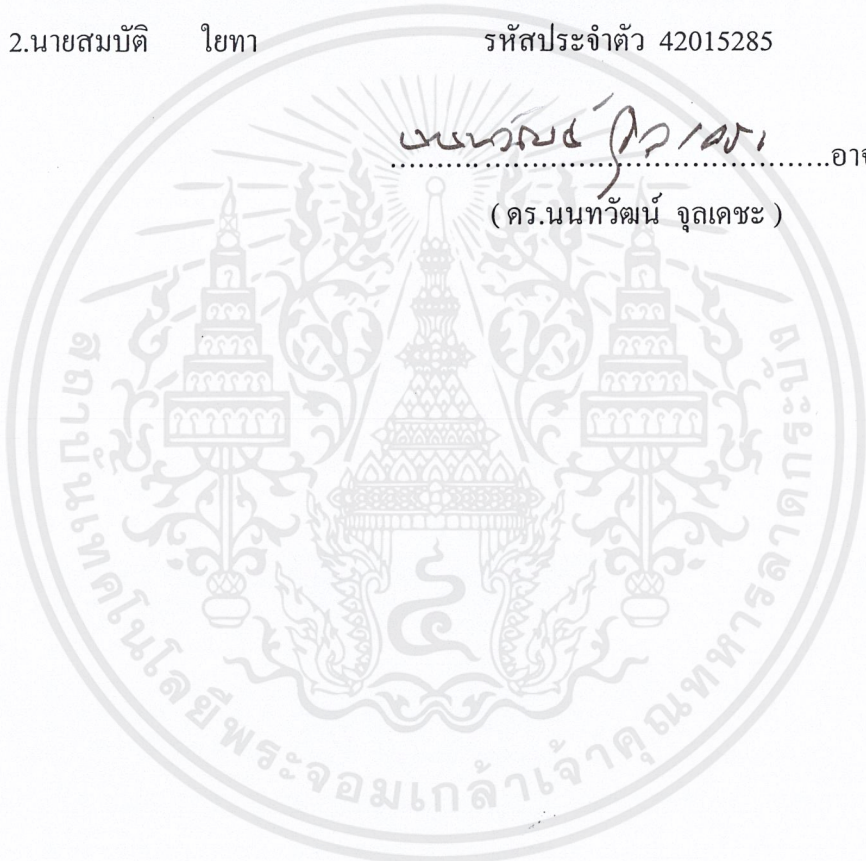 2.นายสมบัติ ใยทา รหัสประจำตัว 42015285
..........................................อาจ
( ดร.นนทวัฒน์ จุลเดชะ )
สถาบันเทคโนโลยีพระจอมเกล้าเจ้าคุณทหารลาดกระบัง